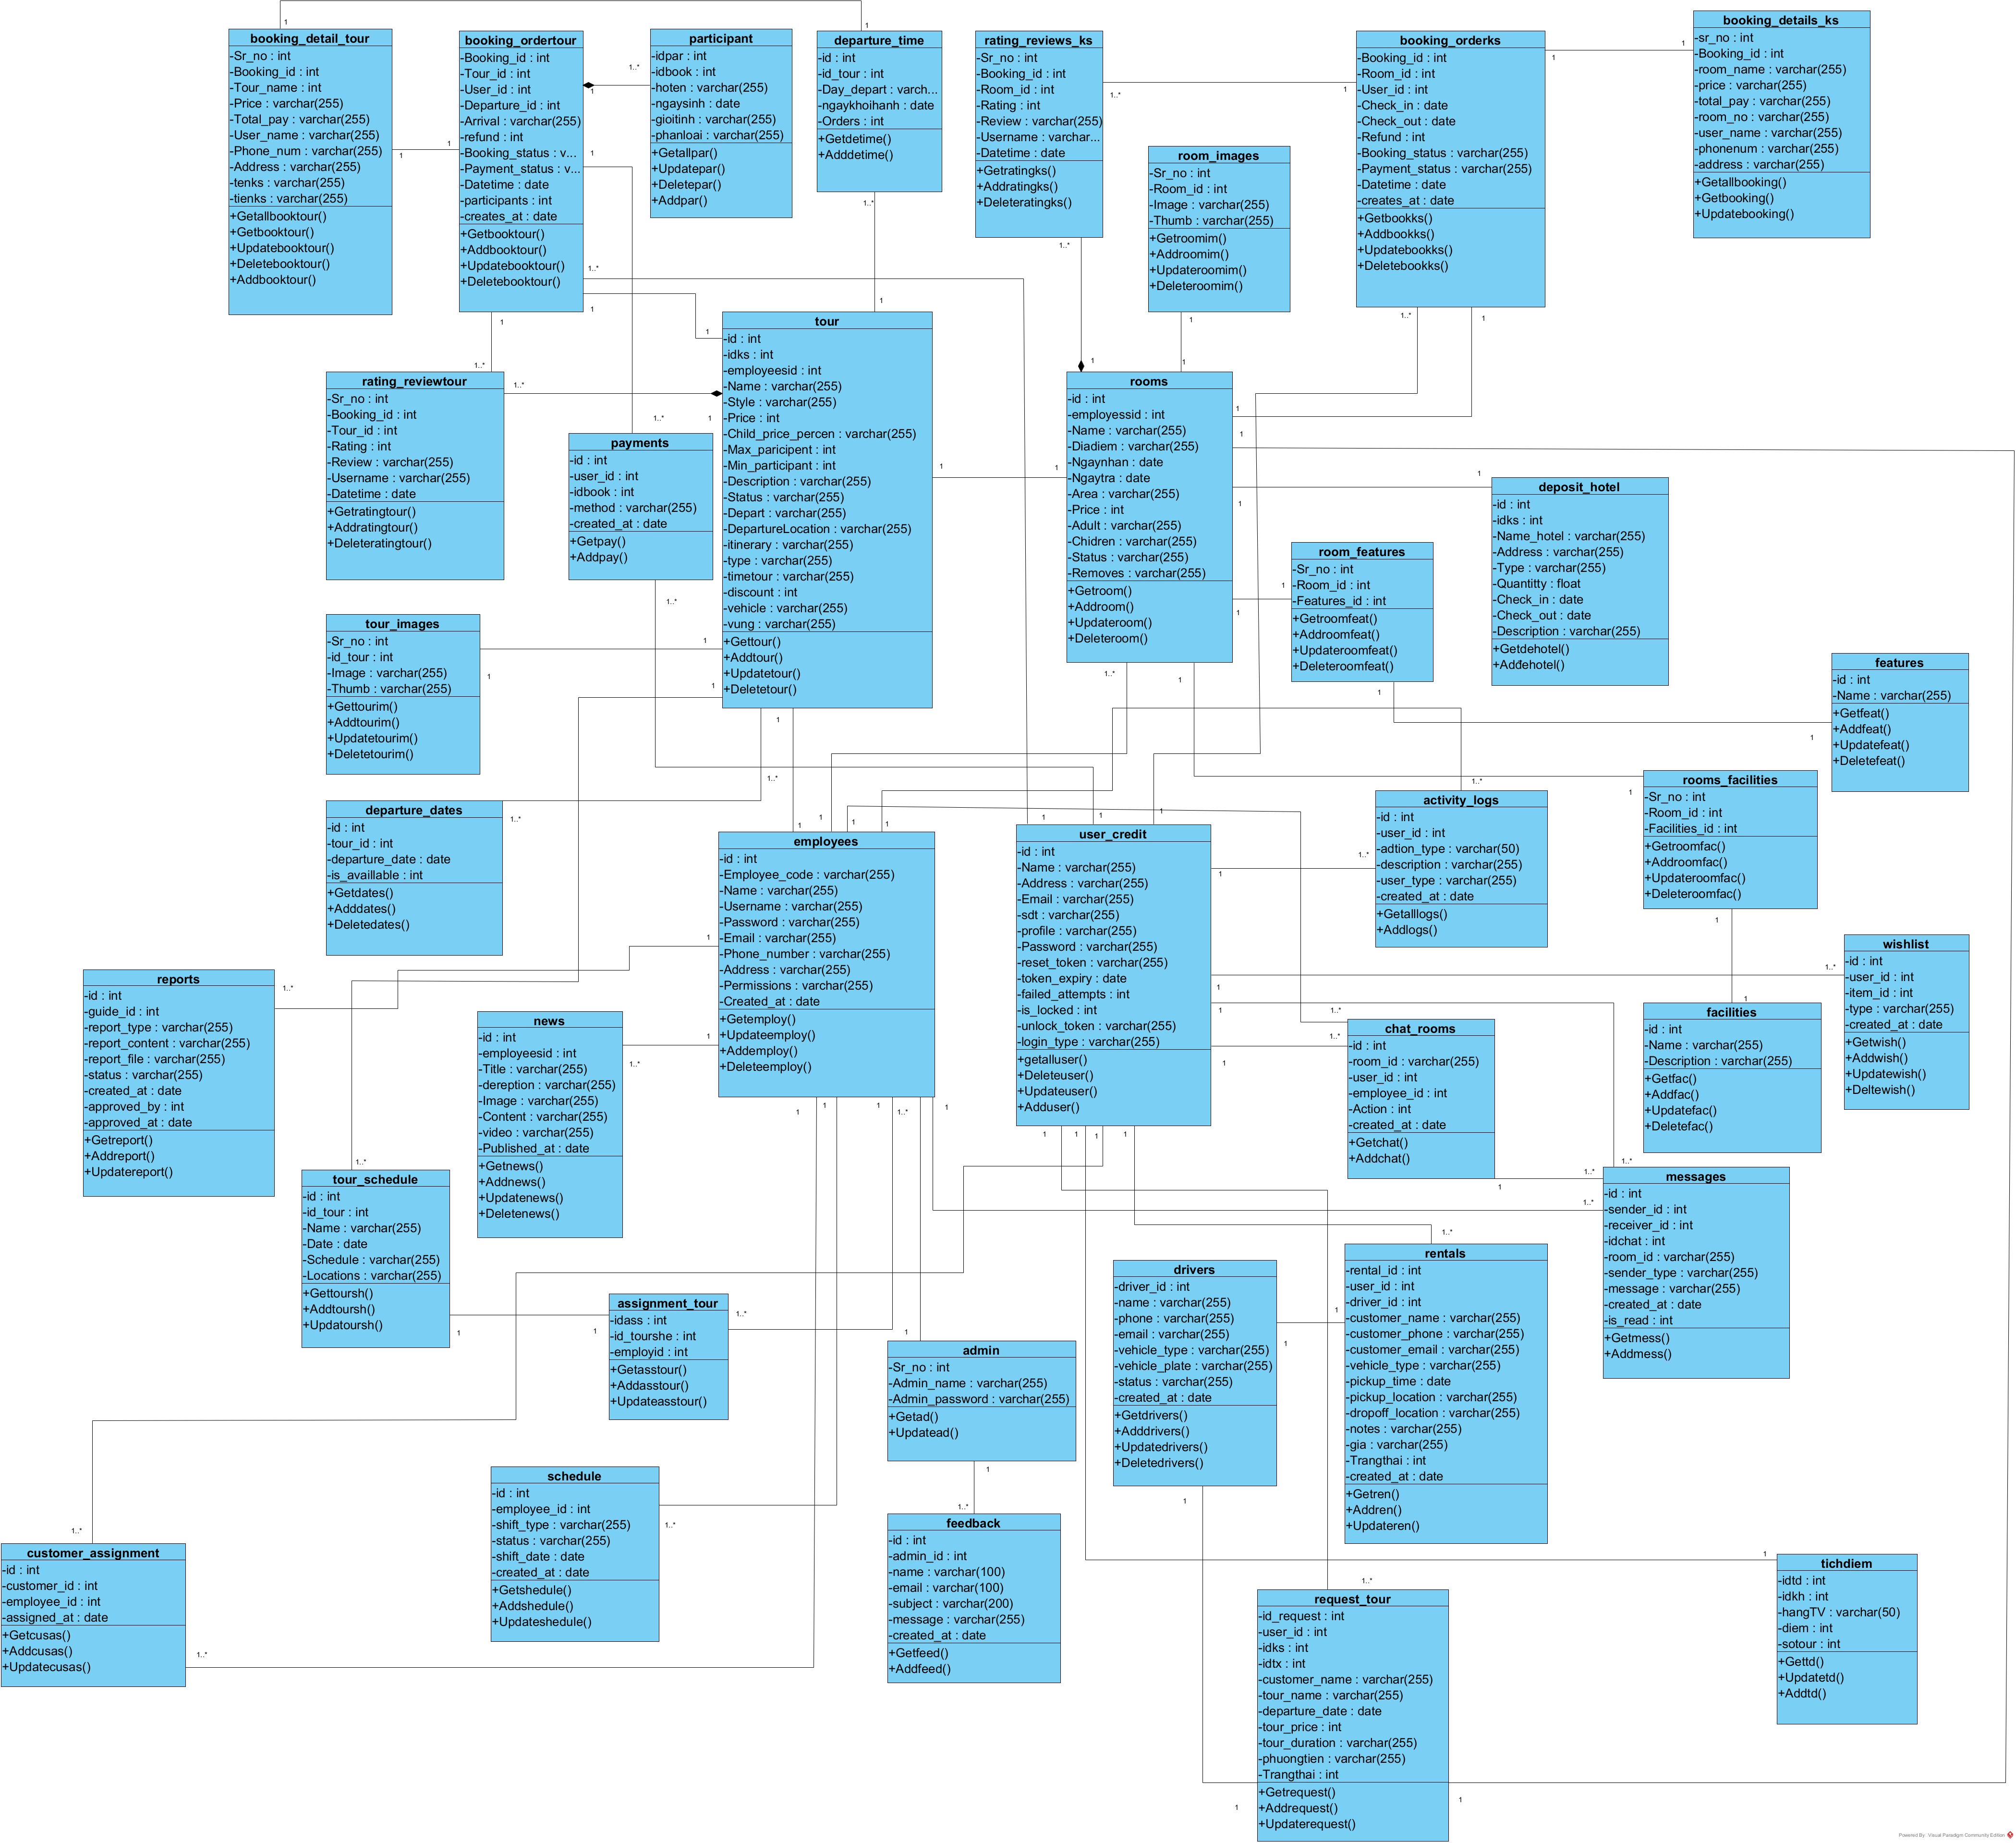 booking_detail_tour
-Sr_no : int
-Booking_id : int
-Tour_name : int
-Price : varchar(255)
-Total_pay : varchar(255)
-User_name : varchar(255)
-Phone_num : varchar(255)
-Address : varchar(255)
-tenks : varchar(255)
-tienks : varchar(255)
+Getallbooktour()
+Getbooktour()
+Updatebooktour()
+Deletebooktour()
+Addbooktour()
booking_ordertour
-Booking_id : int
-Tour_id : int
-User_id : int
-Departure_id : int
-Arrival : varchar(255)
-refund : int
-Booking_status : v...
-Payment_status : v...
-Datetime : date
-participants : int
-creates_at : date
+Getbooktour()
+Addbooktour()
+Updatebooktour()
+Deletebooktour()
participant
-idpar : int
-idbook : int
-hoten : varchar(255)
-ngaysinh : date
-gioitinh : varchar(255)
-phanloai : varchar(255)
+Getallpar()
+Updatepar()
+Deletepar()
+Addpar()
departure_time
-id : int
-id_tour : int
-Day_depart : varch...
-ngaykhoihanh : date
-Orders : int
+Getdetime()
+Adddetime()
rating_reviews_ks
-Sr_no : int
-Booking_id : int
-Room_id : int
-Rating : int
-Review : varchar(255)
-Username : varchar...
-Datetime : date
+Getratingks()
+Addratingks()
+Deleteratingks()
room_images
-Sr_no : int
-Room_id : int
-Image : varchar(255)
-Thumb : varchar(255)
+Getroomim()
+Addroomim()
+Updateroomim()
+Deleteroomim()
booking_orderks
-Booking_id : int
-Room_id : int
-User_id : int
-Check_in : date
-Check_out : date
-Refund : int
-Booking_status : varchar(255)
-Payment_status : varchar(255)
-Datetime : date
-creates_at : date
+Getbookks()
+Addbookks()
+Updatebookks()
+Deletebookks()
booking_details_ks
-sr_no : int
-Booking_id : int
-room_name : varchar(255)
-price : varchar(255)
-total_pay : varchar(255)
-room_no : varchar(255)
-user_name : varchar(255)
-phonenum : varchar(255)
-address : varchar(255)
+Getallbooking()
+Getbooking()
+Updatebooking()
rating_reviewtour
-Sr_no : int
-Booking_id : int
-Tour_id : int
-Rating : int
-Review : varchar(255)
-Username : varchar(255)
-Datetime : date
+Getratingtour()
+Addratingtour()
+Deleteratingtour()
payments
-id : int
-user_id : int
-idbook : int
-method : varchar(255)
-created_at : date
+Getpay()
+Addpay()
tour
-id : int
-idks : int
-employeesid : int
-Name : varchar(255)
-Style : varchar(255)
-Price : int
-Child_price_percen : varchar(255)
-Max_paricipent : int
-Min_participant : int
-Description : varchar(255)
-Status : varchar(255)
-Depart : varchar(255)
-DepartureLocation : varchar(255)
-itinerary : varchar(255)
-type : varchar(255)
-timetour : varchar(255)
-discount : int
-vehicle : varchar(255)
-vung : varchar(255)
+Gettour()
+Addtour()
+Updatetour()
+Deletetour()
rooms
-id : int
-employessid : int
-Name : varchar(255)
-Diadiem : varchar(255)
-Ngaynhan : date
-Ngaytra : date
-Area : varchar(255)
-Price : int
-Adult : varchar(255)
-Chidren : varchar(255)
-Status : varchar(255)
-Removes : varchar(255)
+Getroom()
+Addroom()
+Updateroom()
+Deleteroom()
deposit_hotel
-id : int
-idks : int
-Name_hotel : varchar(255)
-Address : varchar(255)
-Type : varchar(255)
-Quantitty : float
-Check_in : date
-Check_out : date
-Description : varchar(255)
+Getdehotel()
+Addđehotel()
room_features
-Sr_no : int
-Room_id : int
-Features_id : int
+Getroomfeat()
+Addroomfeat()
+Updateroomfeat()
+Deleteroomfeat()
features
-id : int
-Name : varchar(255)
+Getfeat()
+Addfeat()
+Updatefeat()
+Deletefeat()
tour_images
-Sr_no : int
-id_tour : int
-Image : varchar(255)
-Thumb : varchar(255)
+Gettourim()
+Addtourim()
+Updatetourim()
+Deletetourim()
departure_dates
-id : int
-tour_id : int
-departure_date : date
-is_availlable : int
+Getdates()
+Adddates()
+Deletedates()
employees
-id : int
-Employee_code : varchar(255)
-Name : varchar(255)
-Username : varchar(255)
-Password : varchar(255)
-Email : varchar(255)
-Phone_number : varchar(255)
-Address : varchar(255)
-Permissions : varchar(255)
-Created_at : date
+Getemploy()
+Updateemploy()
+Addemploy()
+Deleteemploy()
user_credit
-id : int
-Name : varchar(255)
-Address : varchar(255)
-Email : varchar(255)
-sdt : varchar(255)
-profile : varchar(255)
-Password : varchar(255)
-reset_token : varchar(255)
-token_expiry : date
-failed_attempts : int
-is_locked : int
-unlock_token : varchar(255)
-login_type : varchar(255)
+getalluser()
+Deleteuser()
+Updateuser()
+Adduser()
activity_logs
-id : int
-user_id : int
-adtion_type : varchar(50)
-description : varchar(255)
-user_type : varchar(255)
-created_at : date
+Getalllogs()
+Addlogs()
rooms_facilities
-Sr_no : int
-Room_id : int
-Facilities_id : int
+Getroomfac()
+Addroomfac()
+Updateroomfac()
+Deleteroomfac()
wishlist
-id : int
-user_id : int
-item_id : int
-type : varchar(255)
-created_at : date
+Getwish()
+Addwish()
+Updatewish()
+Deltewish()
facilities
-id : int
-Name : varchar(255)
-Description : varchar(255)
+Getfac()
+Addfac()
+Updatefac()
+Deletefac()
reports
-id : int
-guide_id : int
-report_type : varchar(255)
-report_content : varchar(255)
-report_file : varchar(255)
-status : varchar(255)
-created_at : date
-approved_by : int
-approved_at : date
+Getreport()
+Addreport()
+Updatereport()
news
-id : int
-employeesid : int
-Title : varchar(255)
-dereption : varchar(255)
-Image : varchar(255)
-Content : varchar(255)
-video : varchar(255)
-Published_at : date
+Getnews()
+Addnews()
+Updatenews()
+Deletenews()
chat_rooms
-id : int
-room_id : varchar(255)
-user_id : int
-employee_id : int
-Action : int
-created_at : date
+Getchat()
+Addchat()
messages
-id : int
-sender_id : int
-receiver_id : int
-idchat : int
-room_id : varchar(255)
-sender_type : varchar(255)
-message : varchar(255)
-created_at : date
-is_read : int
+Getmess()
+Addmess()
tour_schedule
-id : int
-id_tour : int
-Name : varchar(255)
-Date : date
-Schedule : varchar(255)
-Locations : varchar(255)
+Gettoursh()
+Addtoursh()
+Updatoursh()
assignment_tour
-idass : int
-id_tourshe : int
-employid : int
+Getasstour()
+Addasstour()
+Updateasstour()
admin
-Sr_no : int
-Admin_name : varchar(255)
-Admin_password : varchar(255)
+Getad()
+Updatead()
drivers
-driver_id : int
-name : varchar(255)
-phone : varchar(255)
-email : varchar(255)
-vehicle_type : varchar(255)
-vehicle_plate : varchar(255)
-status : varchar(255)
-created_at : date
+Getdrivers()
+Adddrivers()
+Updatedrivers()
+Deletedrivers()
rentals
-rental_id : int
-user_id : int
-driver_id : int
-customer_name : varchar(255)
-customer_phone : varchar(255)
-customer_email : varchar(255)
-vehicle_type : varchar(255)
-pickup_time : date
-pickup_location : varchar(255)
-dropoff_location : varchar(255)
-notes : varchar(255)
-gia : varchar(255)
-Trangthai : int
-created_at : date
+Getren()
+Addren()
+Updateren()
customer_assignment
-id : int
-customer_id : int
-employee_id : int
-assigned_at : date
+Getcusas()
+Addcusas()
+Updatecusas()
schedule
-id : int
-employee_id : int
-shift_type : varchar(255)
-status : varchar(255)
-shift_date : date
-created_at : date
+Getshedule()
+Addshedule()
+Updateshedule()
feedback
-id : int
-admin_id : int
-name : varchar(100)
-email : varchar(100)
-subject : varchar(200)
-message : varchar(255)
-created_at : date
+Getfeed()
+Addfeed()
request_tour
-id_request : int
-user_id : int
-idks : int
-idtx : int
-customer_name : varchar(255)
-tour_name : varchar(255)
-departure_date : date
-tour_price : int
-tour_duration : varchar(255)
-phuongtien : varchar(255)
-Trangthai : int
+Getrequest()
+Addrequest()
+Updaterequest()
tichdiem
-idtd : int
-idkh : int
-hangTV : varchar(50)
-diem : int
-sotour : int
+Gettd()
+Updatetd()
+Addtd()
Powered By Visual Paradigm Community Edition